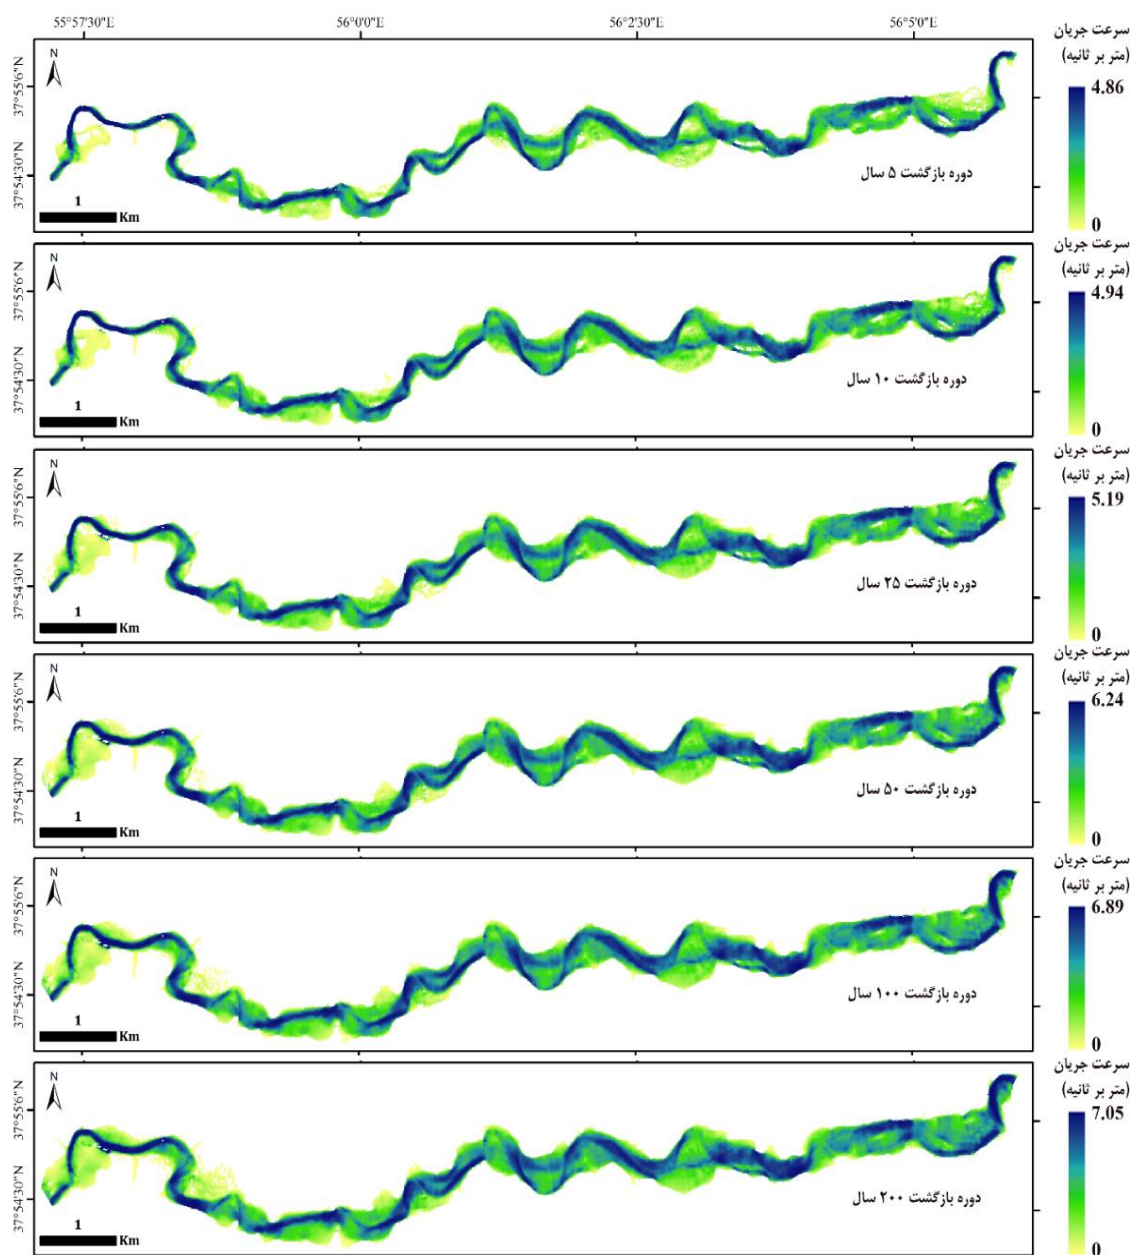 55°57'30"E 56°0'0"E 56°2'30"E 56°5'0"E
سرعت جریان
(متر بر ثانیه)
N
37°55'6"N
4.86
37°54'30"N
دوره بازگشت ۵ سال
1
Km
0
سرعت جریان
(متر بر ثانیه)
N
37°55'6"N
4.94
37°54'30"N
دوره بازگشت ۱۰ سال
1
Km
0
سرعت جریان
(متر بر ثانیه)
N
37°55'6"N
5.19
37°54'30"N
دوره بازگشت ۲۵ سال
1
Km
0
سرعت جریان
(متر بر ثانیه)
N
37°55'6"N
6.24
37°54'30"N
دوره بازگشت ۵۰ سال
1
Km
0
سرعت جریان
(متر بر ثانیه)
N
37°55'6"N
6.89
37°54'30"N
دوره بازگشت ۱۰۰ سال
1
Km
0
سرعت جریان
(متر بر ثانیه)
N
37°55'6"N
7.05
37°54'30"N
دوره بازگشت ۲۰۰ سال
1
Km
0